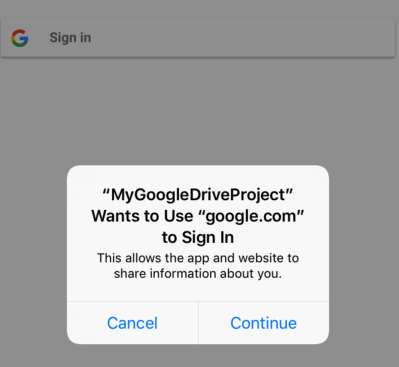 Sign in
“MyGoogleDriveProject”
Wants to Use “google.com”
to Sign In
This allows the app and website to
share information about you.
Cancel
Continue